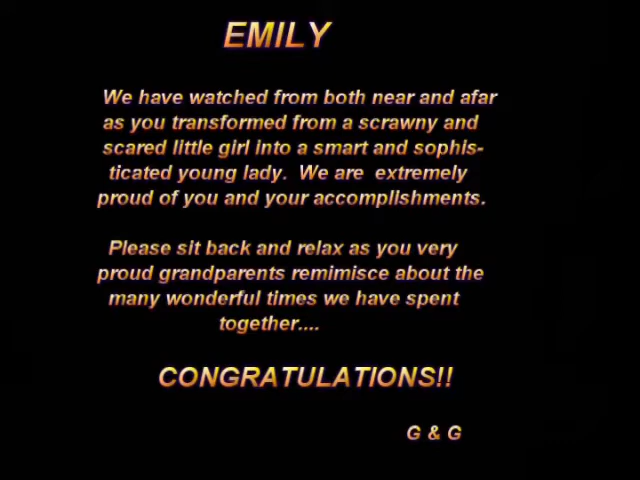 EMILY
We have watched from both near and afar
as you transformed from a scrawny and
scared little girl into a smart and sophis-
ticated young lady. We are extremely
proud of you and your accomplishments.
Please sit back and relax as you very
proud grandparents remimisce about the
many wonderful times we have spent
together....
CONGRATULATIONS!!
G & G